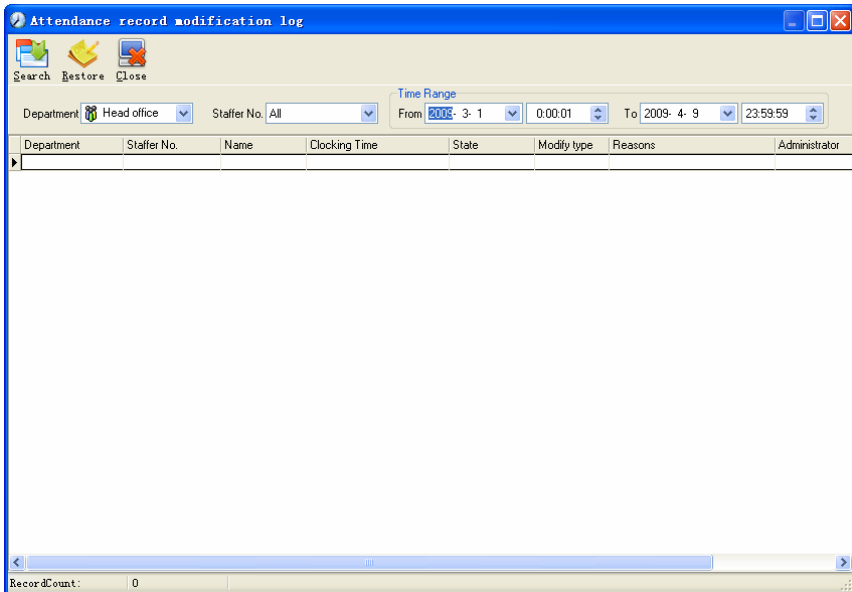 Attendance record modification log
Search Restore Close
Time Range
Department Head office Staffer No. All From 2009- 3- 1 0:00:01 To 2009- 4- 9 23:59:59
Department Staffer No. Name Clocking Time State Modify type Reasons Administrator
RecordCount: 0